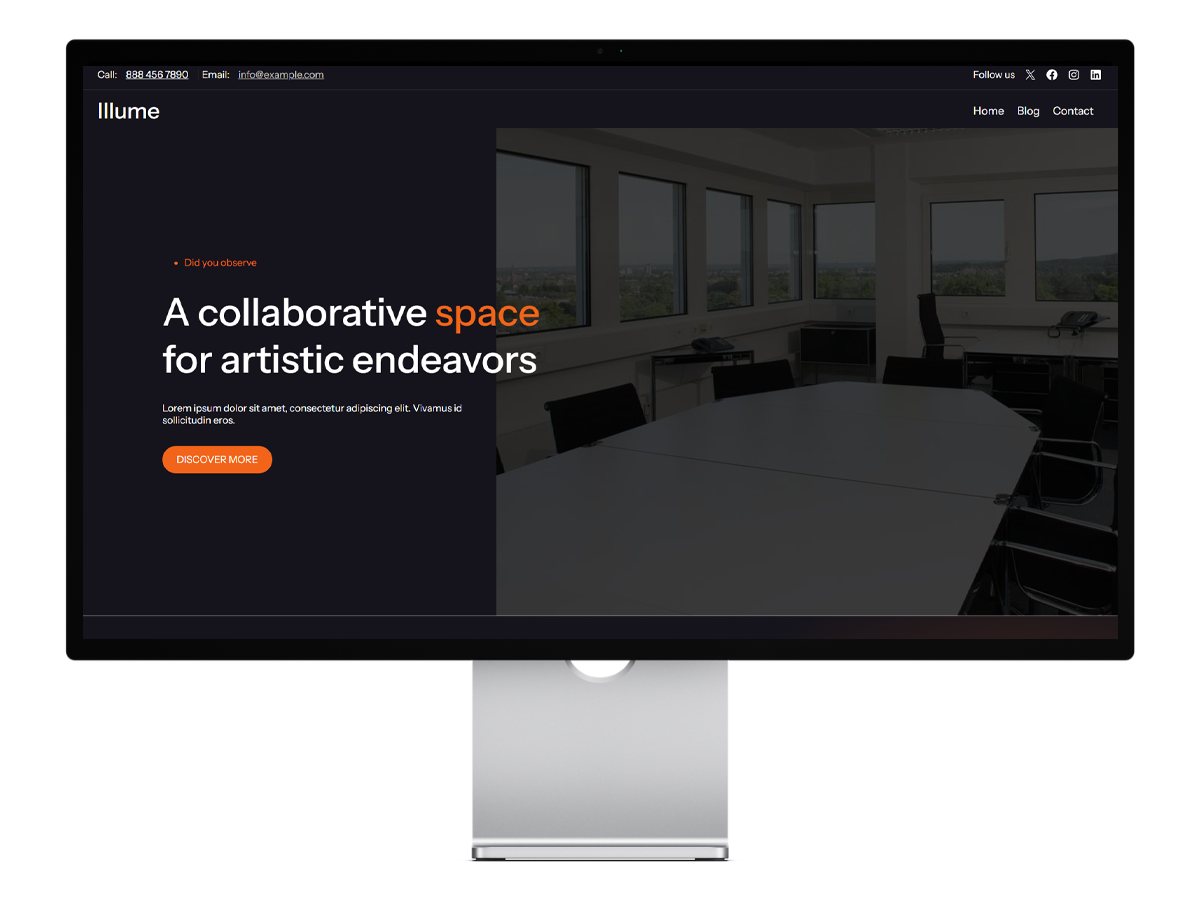 Call: 888 456 7890 Email: info@example.com Follow us
Illume Home Blog Contact
• Did you observe
A collaborative space
for artistic endeavors
Lorem ipsum dolor sit amet, consectetur adipiscing elit. Vivamus id
sollicitudin eros.
DISCOVER MORE